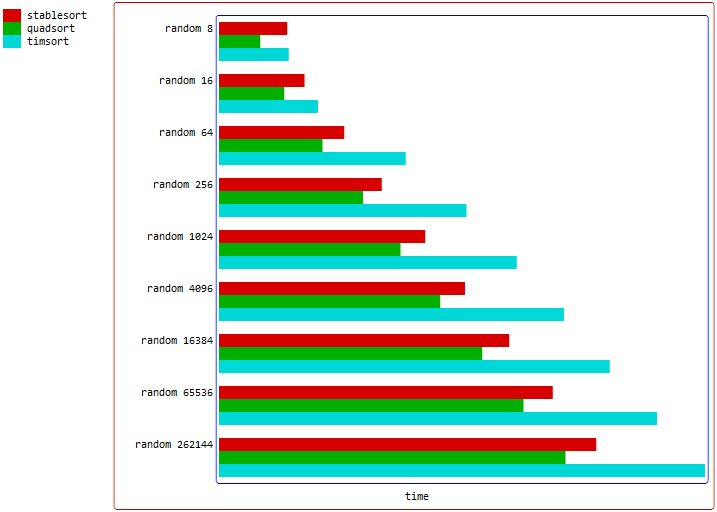 stablesort
quadsort
timsort
random 8
random 16
random 64
random 256
random 1024
random 4096
random 16384
random 65536
random 262144
time